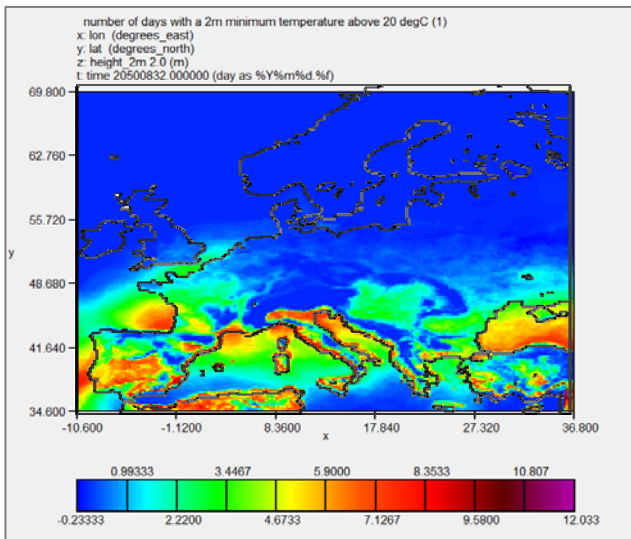 number of days with a 2m minimum temperature above 20 degC (1)
x: lon (degrees_east)
y: lat (degrees_north)
z: height_2m 2.0 (m)
t: time 20500832.000000 (day as %Y%m%d.%f)
69.800
62.760
55.720
y
48.680
41.640
34.600
-10.600 -1.1200 8.3600 17.840 27.320 36.800
x
0.99333 3.4467 5.9000 8.3533 10.807
-0.23333 2.2200 4.6733 7.1267 9.5800 12.033